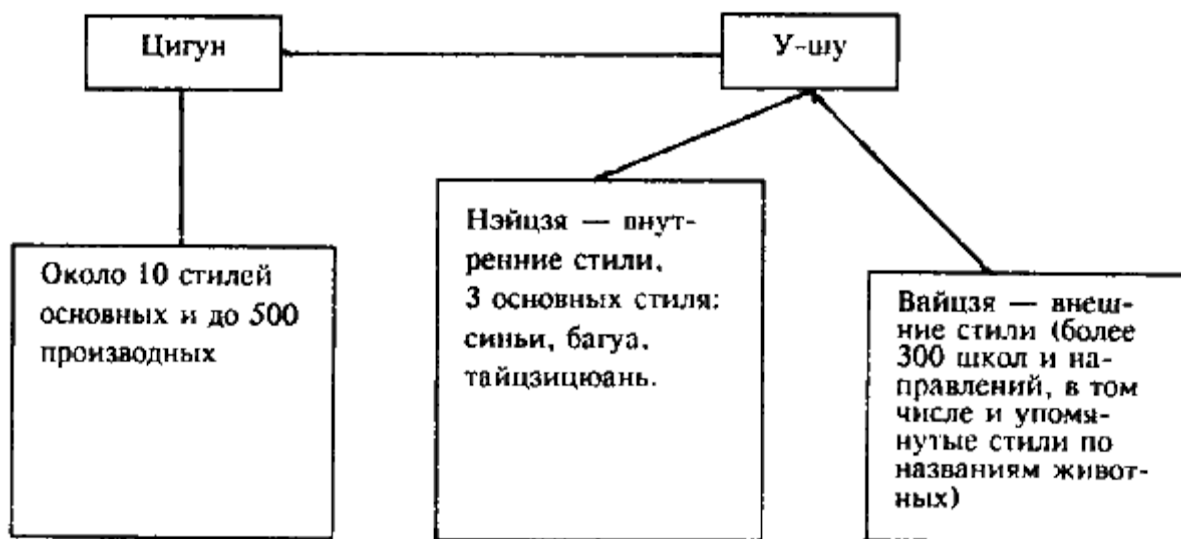 Цигун
У-шу
Около 10 стилей
основных и до 500
производных
Нэйцзя — внут-
ренние стили.
3 основных стиля:
синьи, багуа.
тайцзицюань.
Вайцзя — внеш-
ние стили (более
300 школ и на-
правлений, в том
числе и упомя-
нутые стили по
названиям живот-
ных)